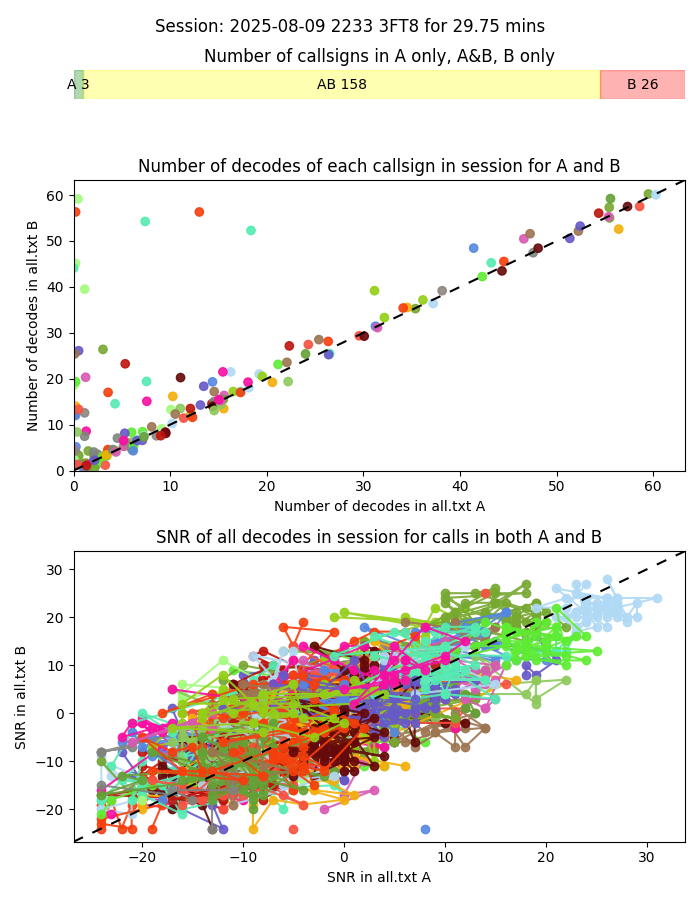 Session: 2025-08-09 2233 3FT8 for 29.75 mins
Number of callsigns in A only, A&B, B only
A 3 AB 158 B 26
Number of decodes of each callsign in session for A and B
60
50
40
30
20
10
0
Number of decodes in all.txt B
0 10 20 30 40 50 60
Number of decodes in all.txt A
SNR of all decodes in session for calls in both A and B
30
20
10
0
−10
−20
SNR in all.txt B
−20 −10 0 10 20 30
SNR in all.txt A